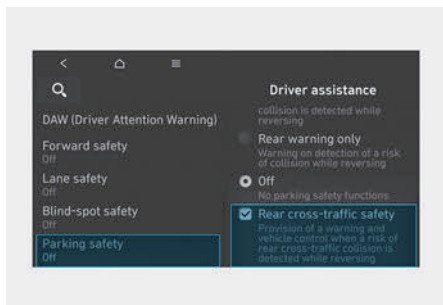 Driver assistance
DAW (Driver Attention Warning)
Forward safety
Off
Lane safety
Off
Blind-spot safety
Off
Parking safety
Off
collision is detected while
reversing
Rear warning only
Warning on detection of a risk
of collision while reversing
Off
No parking safety functions
Rear cross-traffic safety
Provision of a warning and
vehicle control when a risk of
rear cross-traffic collision is
detected while reversing